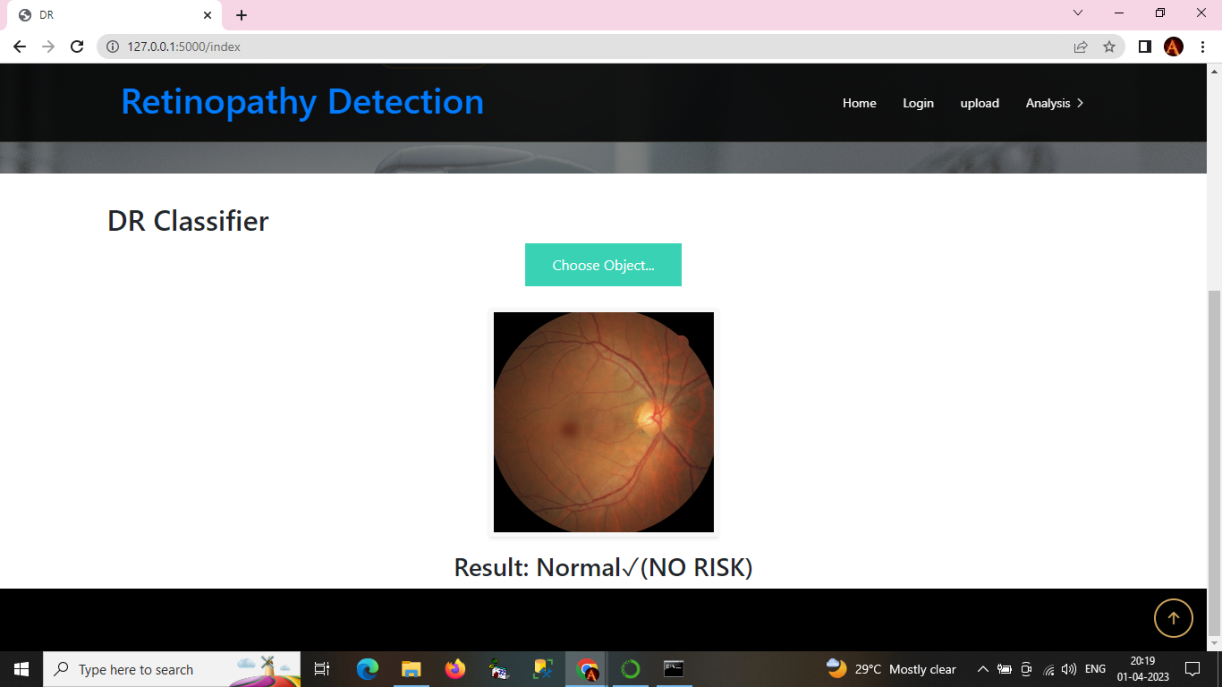 DR
127.0.0.1:5000/index
Retinopathy Detection
Home Login upload Analysis
DR Classifier
Choose Object...
Result: Normal✓(NO RISK)
Type here to search
29°C Mostly clear
ENG
20:19
01-04-2023